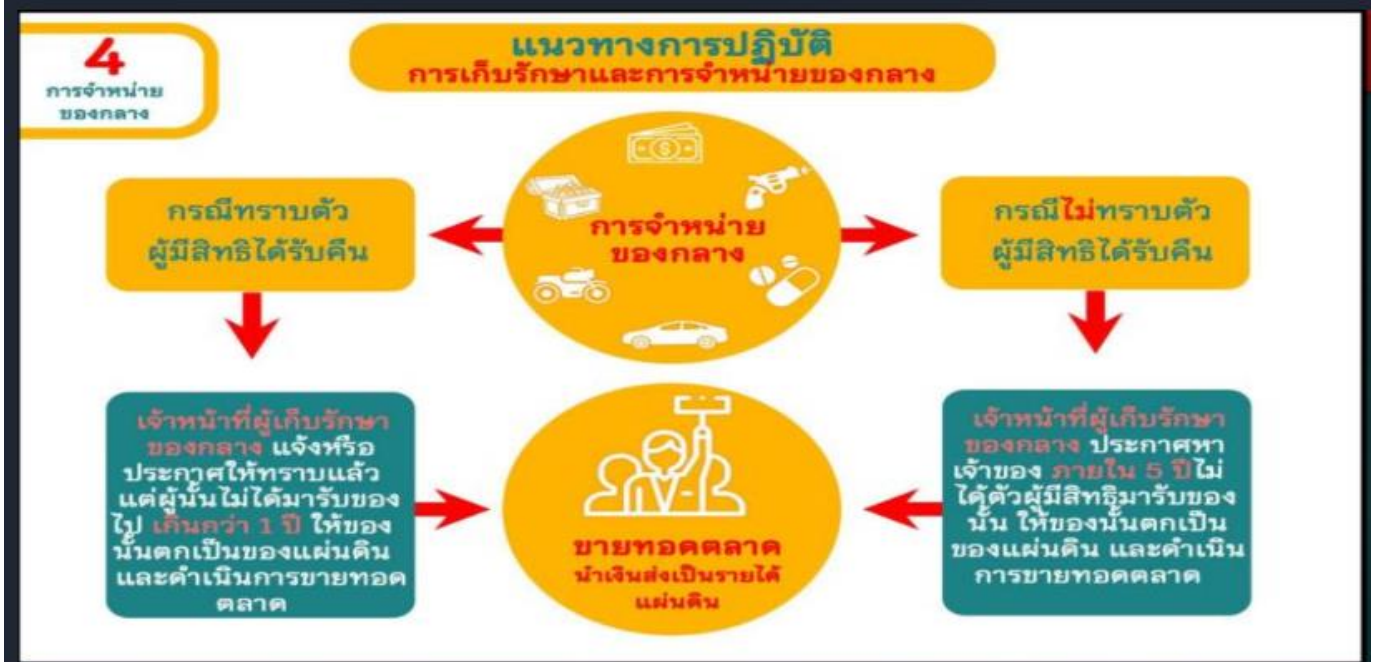 4
การจำหน่าย
ของกลาง
แนวทางการปฏิบัติ
การเก็บรักษาและการจำหน่ายของกลาง
กรณีทราบตัว
ผู้มีสิทธิได้รับคืน
การจำหน่าย
ของกลาง
กรณีไม่ทราบตัว
ผู้มีสิทธิได้รับคืน
เจ้าหน้าที่ผู้เก็บรักษา
ของกลาง แจ้งหรือ
ประกาศให้ทราบแล้ว
แต่ผู้นั้นไม่ได้มารับของ
ไป เกินกว่า 1 ปี ให้ของ
นั้นตกเป็นของแผ่นดิน
และดำเนินการขายทอด
ตลาด
ขายทอดตลาด
นำเงินส่งเป็นรายได้
แผ่นดิน
เจ้าหน้าที่ผู้เก็บรักษา
ของกลาง ประกาศหา
เจ้าของ ภายใน 5 ปีไม่
ได้ตัวผู้มีสิทธิมารับของ
นั้น ให้ของนั้นตกเป็น
ของแผ่นดิน และดำเนิน
การขายทอดตลาด